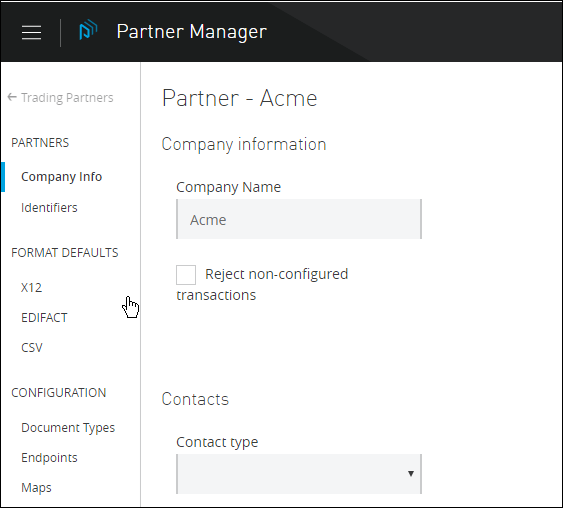 Partner Manager
← Trading Partners
PARTNERS
Company Info
Identifiers
FORMAT DEFAULTS
X12
EDIFACT
CSV
CONFIGURATION
Document Types
Endpoints
Maps
Partner - Acme
Company information
Company Name
Acme
Reject non-configured
transactions
Contacts
Contact type